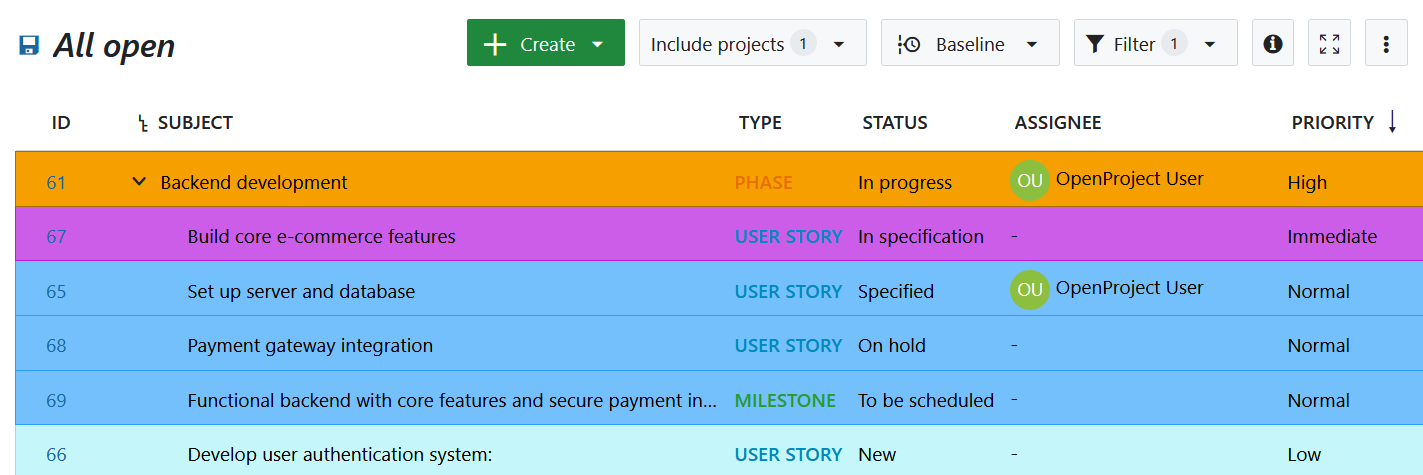 All open
Create Include projects 1 Baseline Filter 1
ID SUBJECT TYPE STATUS ASSIGNEE PRIORITY
61 Backend development PHASE In progress OU OpenProject User High
67 Build core e-commerce features USER STORY In specification - Immediate
65 Set up server and database USER STORY Specified OU OpenProject User Normal
68 Payment gateway integration USER STORY On hold - Normal
69 Functional backend with core features and secure payment in... MILESTONE To be scheduled - Normal
66 Develop user authentication system: USER STORY New - Low